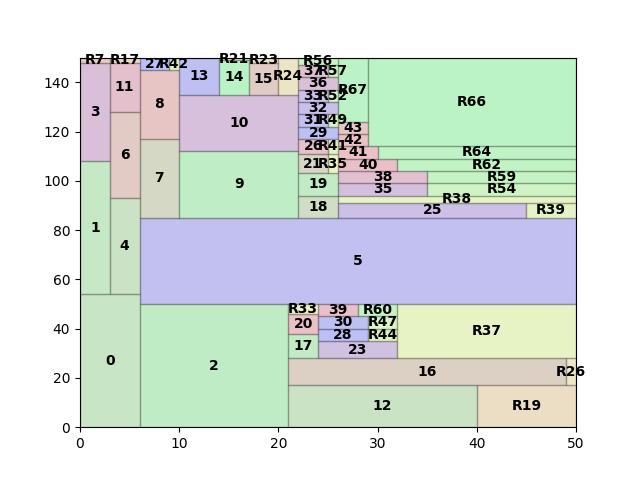 R7 R17 27 R42 R21 R23 R56
140 3 11 8 13 14 15 R24 37 R57
36 R67 R66
33 R52
32
120 10 31 R49
29 43
42
6 26 R41 41 R64
100 7 9 21 R35 40 R62
19 38 R59
35 R54
R38
80 1 4 18 25 R39
60 5
40 0 2 R33 39 R60
20 30 R47 R37
17 28 R44
23
20 16 R26
12 R19
0
0 10 20 30 40 50